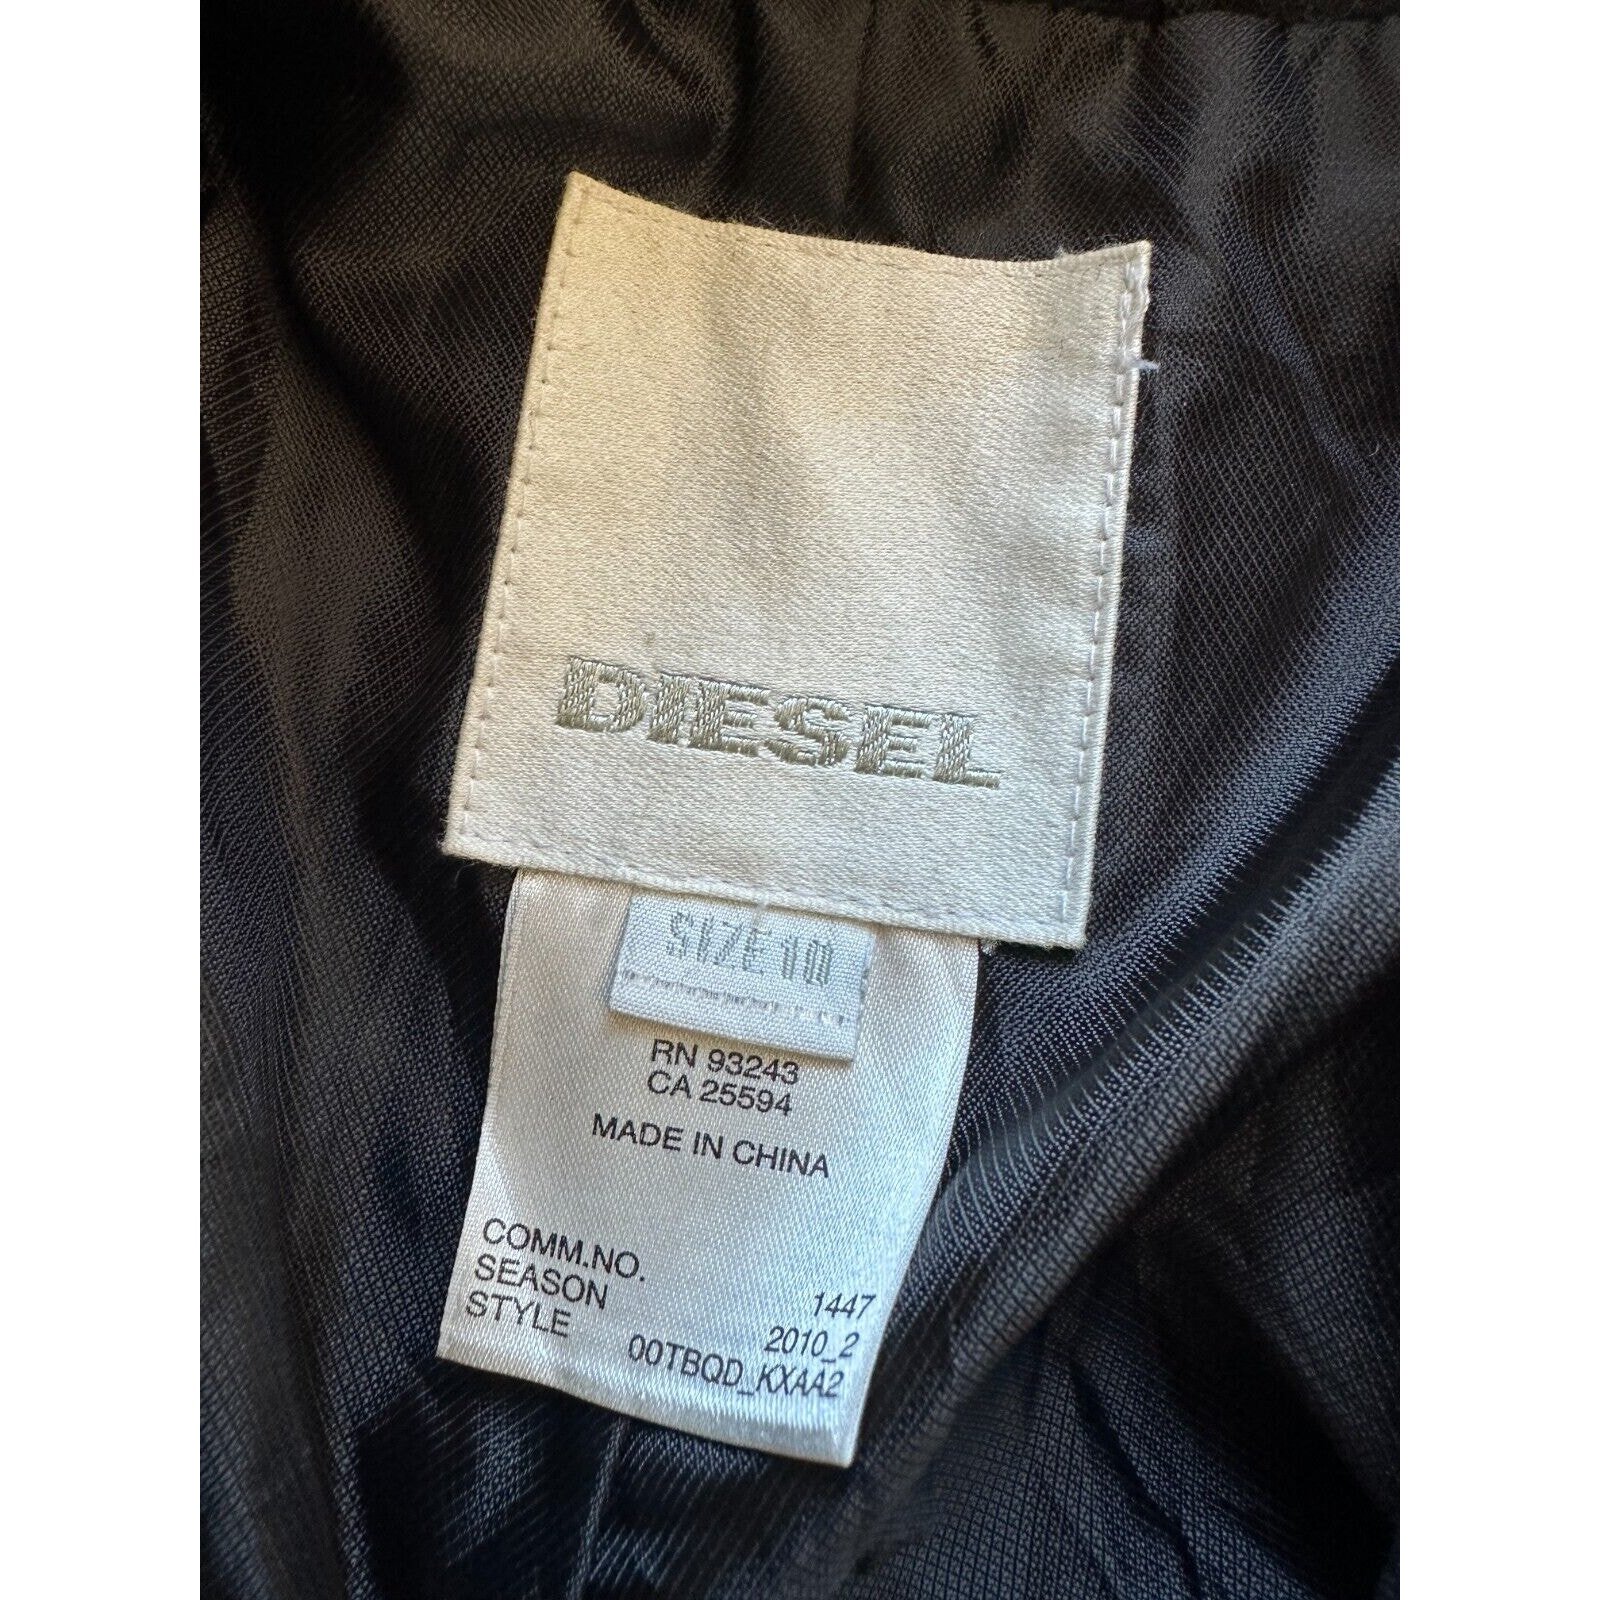 DIESEL
SIZE 10
RN 93243
CA 25594
MADE IN CHINA
COMM.NO. 1447
SEASON 2010_2
STYLE 00TBQD_KXAA2